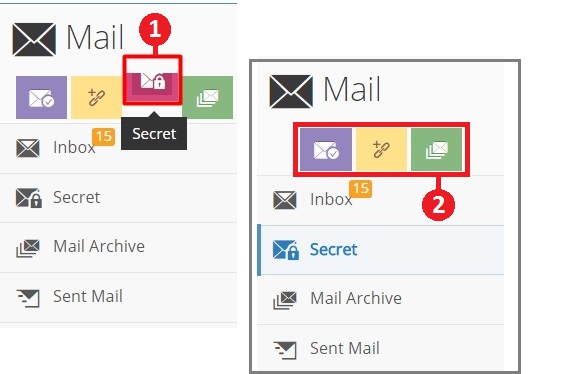 Mail
1
Secret
Inbox 15
Secret
Mail Archive
Sent Mail
Mail
2
Inbox 15
Secret
Mail Archive
Sent Mail